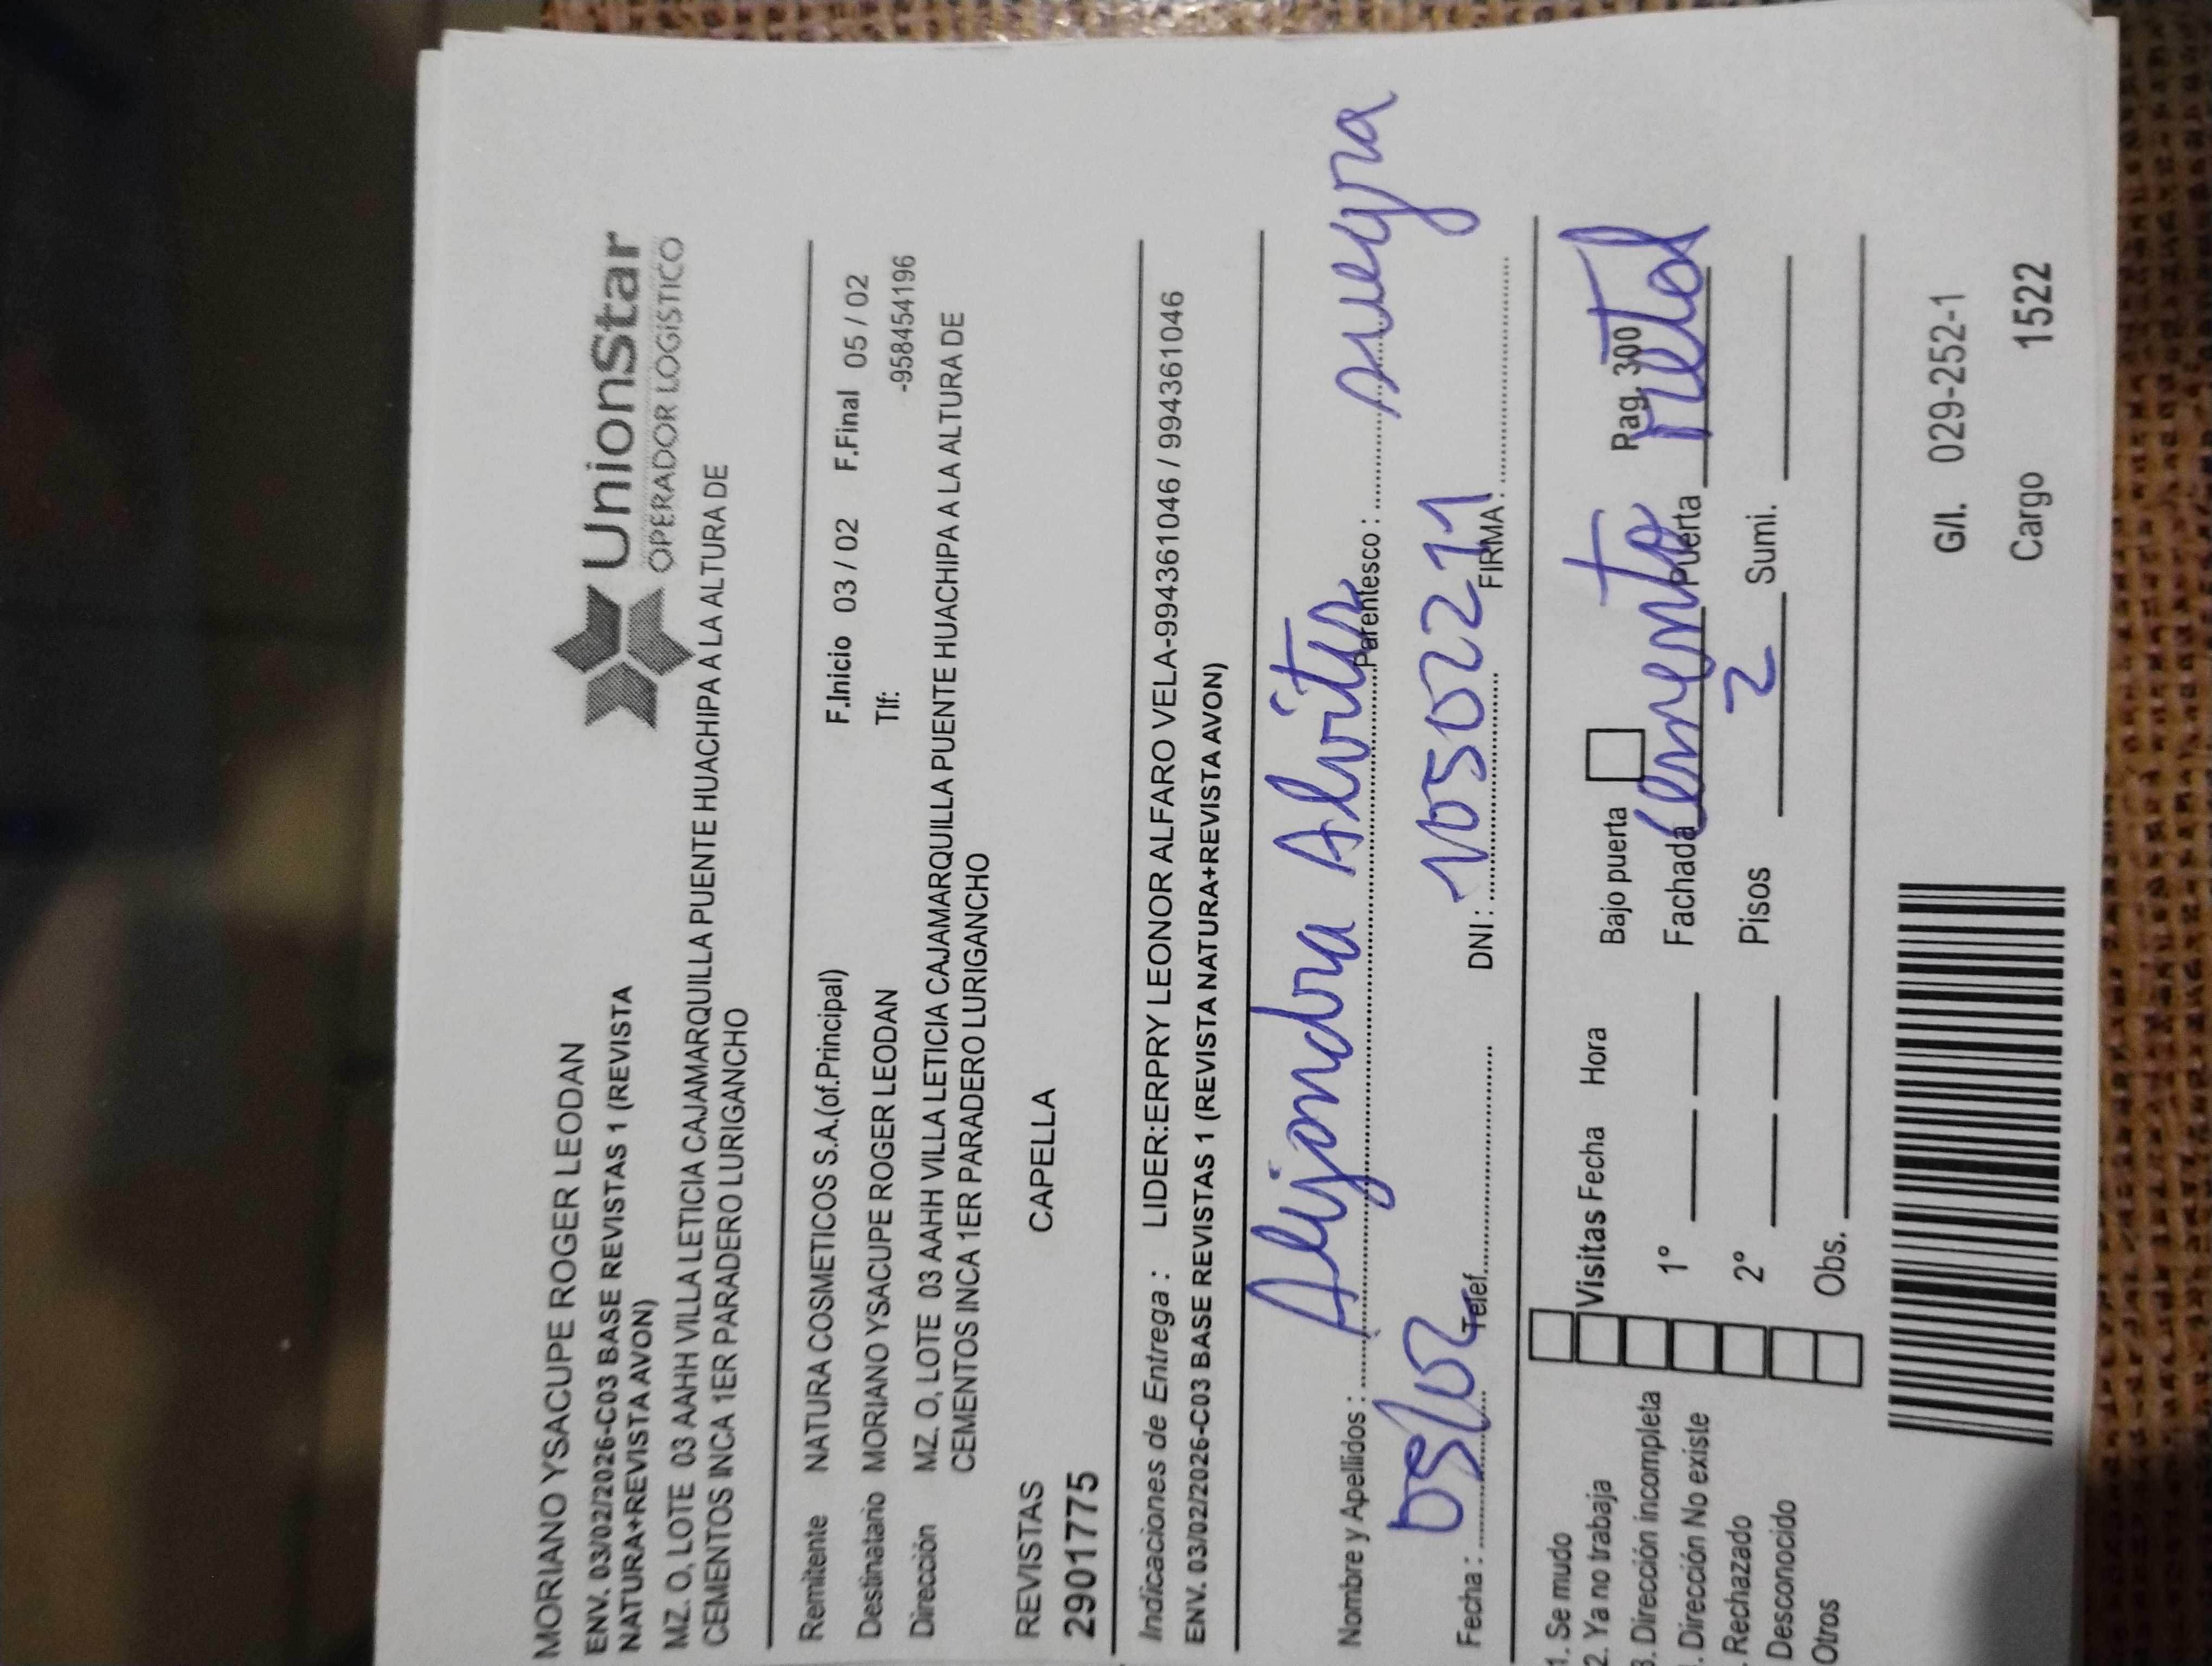 MORIANO YSACUPE ROGER LEODAN
ENV. 03/02/2026-C03 BASE REVISTAS 1 (REVISTA
NATURA+REVISTA AVON)
UnionStar
OPERADOR LOGÍSTICO
MZ. O, LOTE 03 AAHH VILLA LETICIA CAJAMARQUILLA PUENTE HUACHIPA A LA ALTURA DE
CEMENTOS INCA 1ER PARADERO LURIGANCHO
Remitente NATURA COSMETICOS S.A.(of.Principal) F.Inicio 03 / 02 F.Final 05 / 02
Destinatario MORIANO YSACUPE ROGER LEODAN Tlf: -958454196
Dirección MZ. O, LOTE 03 AAHH VILLA LETICIA CAJAMARQUILLA PUENTE HUACHIPA A LA ALTURA DE
CEMENTOS INCA 1ER PARADERO LURIGANCHO
REVISTAS CAPELLA
2901775
Indicaciones de Entrega : LIDER:ERPRY LEONOR ALFARO VELA-994361046 / 994361046
ENV. 03/02/2026-C03 BASE REVISTAS 1 (REVISTA NATURA+REVISTA AVON)
Nombre y Apellidos : Alejandra Alvites Parentesco : suegra
Fecha : 05/02 Telef. DNI : 10502211 FIRMA :
1. Se mudo
2. Ya no trabaja
3. Dirección incompleta
. Dirección No existe
. Rechazado
Desconocido
Otros
Visitas Fecha Hora Bajo puerta Pag. 300
1º Fachada Cemento Puerta Metal
2º Pisos 2 Sumi.
Obs.
G/I. 029-252-1
Cargo 1522